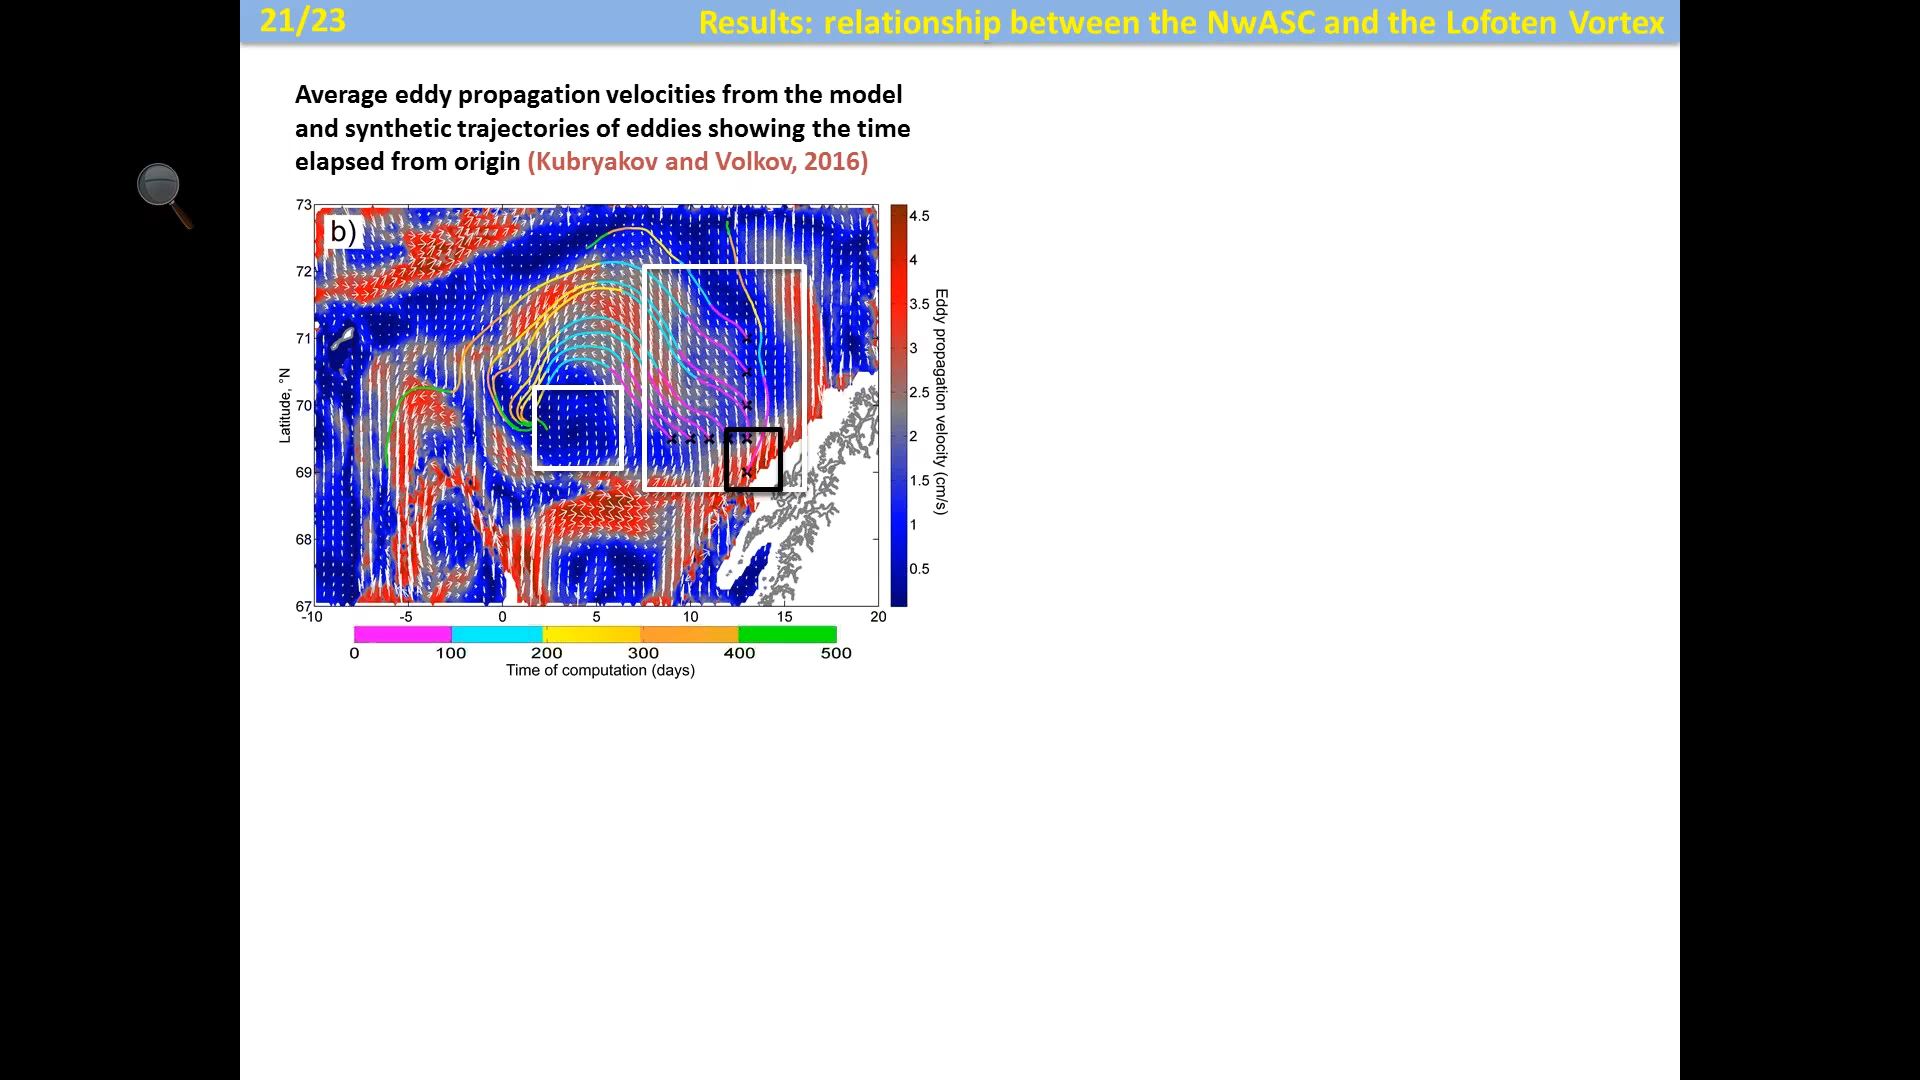 21/23
Results: relationship between the NwASC and the Lofoten Vortex
Average eddy propagation velocities from the model
and synthetic trajectories of eddies showing the time
elapsed from origin (Kubryakov and Volkov, 2016)
b)
73
72
71
70
69
68
67
Latitude, °N
-10 -5 0 5 10 15 20
4.5
4
3.5
3
2.5
2
1.5
1
0.5
Eddy propagation velocity (cm/s)
0 100 200 300 400 500
Time of computation (days)